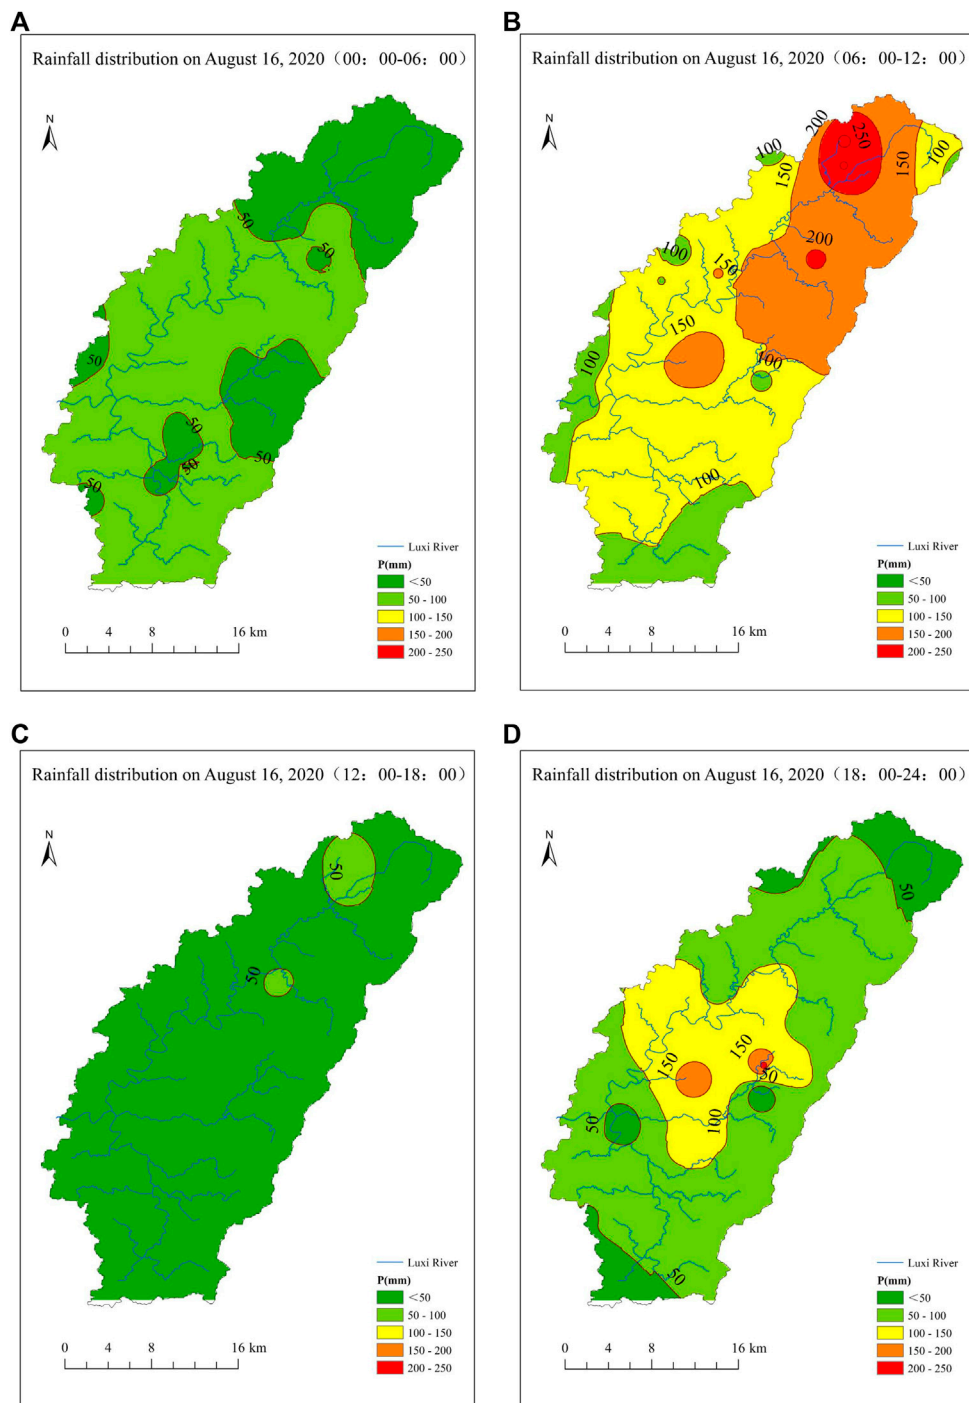 A
Rainfall distribution on August 16, 2020（00：00-06：00）
N
50
50
50
50
50
50
50
Luxi River
P(mm)
＜50
50 - 100
100 - 150
150 - 200
200 - 250
0 4 8 16 km
B
Rainfall distribution on August 16, 2020（06：00-12：00）
N
200
250
100
150
150
100
200
100
150
150
100
100
100
Luxi River
P(mm)
＜50
50 - 100
100 - 150
150 - 200
200 - 250
0 4 8 16 km
C
Rainfall distribution on August 16, 2020（12：00-18：00）
N
50
50
Luxi River
P(mm)
＜50
50 - 100
100 - 150
150 - 200
200 - 250
0 4 8 16 km
D
Rainfall distribution on August 16, 2020（18：00-24：00）
N
50
150
150
50
50
100
50
Luxi River
P(mm)
＜50
50 - 100
100 - 150
150 - 200
200 - 250
0 4 8 16 km